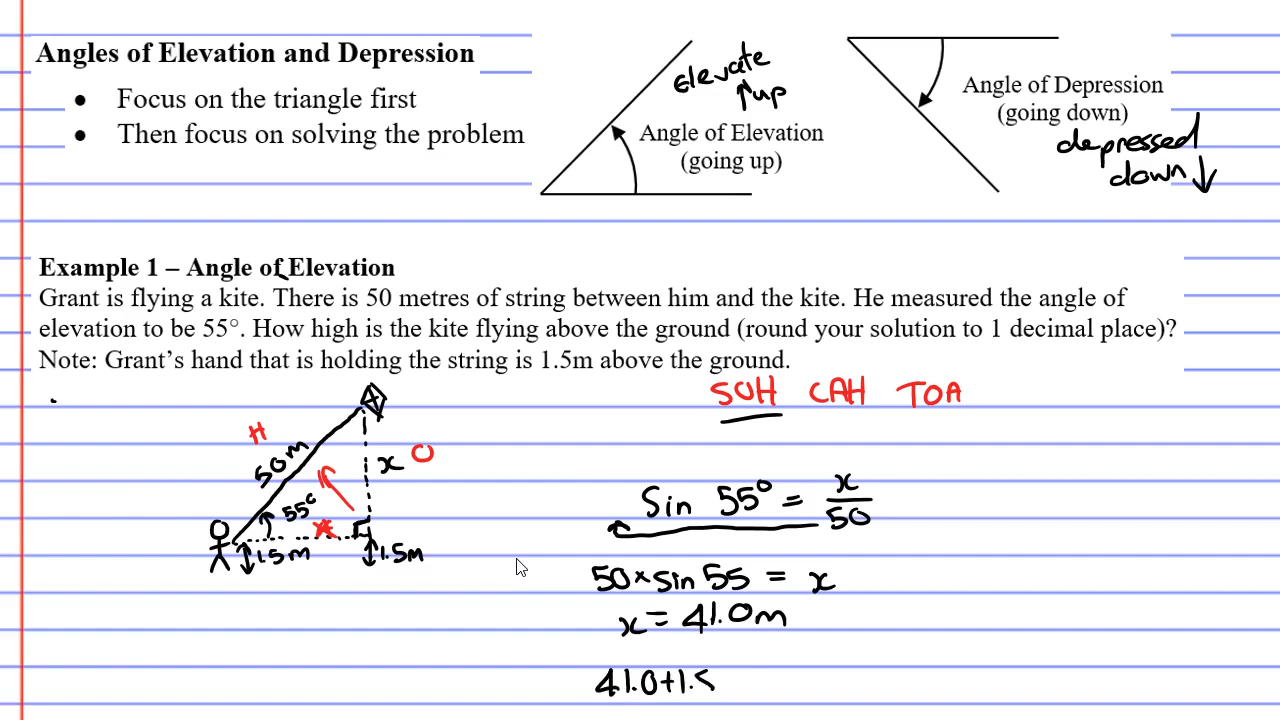 Angles of Elevation and Depression
• Focus on the triangle first
• Then focus on solving the problem
elevate
↑up
Angle of Elevation
(going up)
Angle of Depression
(going down)
depressed
down ↓
Example 1 – Angle of Elevation
Grant is flying a kite. There is 50 metres of string between him and the kite. He measured the angle of
elevation to be 55°. How high is the kite flying above the ground (round your solution to 1 decimal place)?
Note: Grant's hand that is holding the string is 1.5m above the ground.
SOH CAH TOA
H
50m
x O
55°
1.5m
1.5m
Sin 55° = x/50
50 × sin 55 = x
x = 41.0m
41.0+1.5